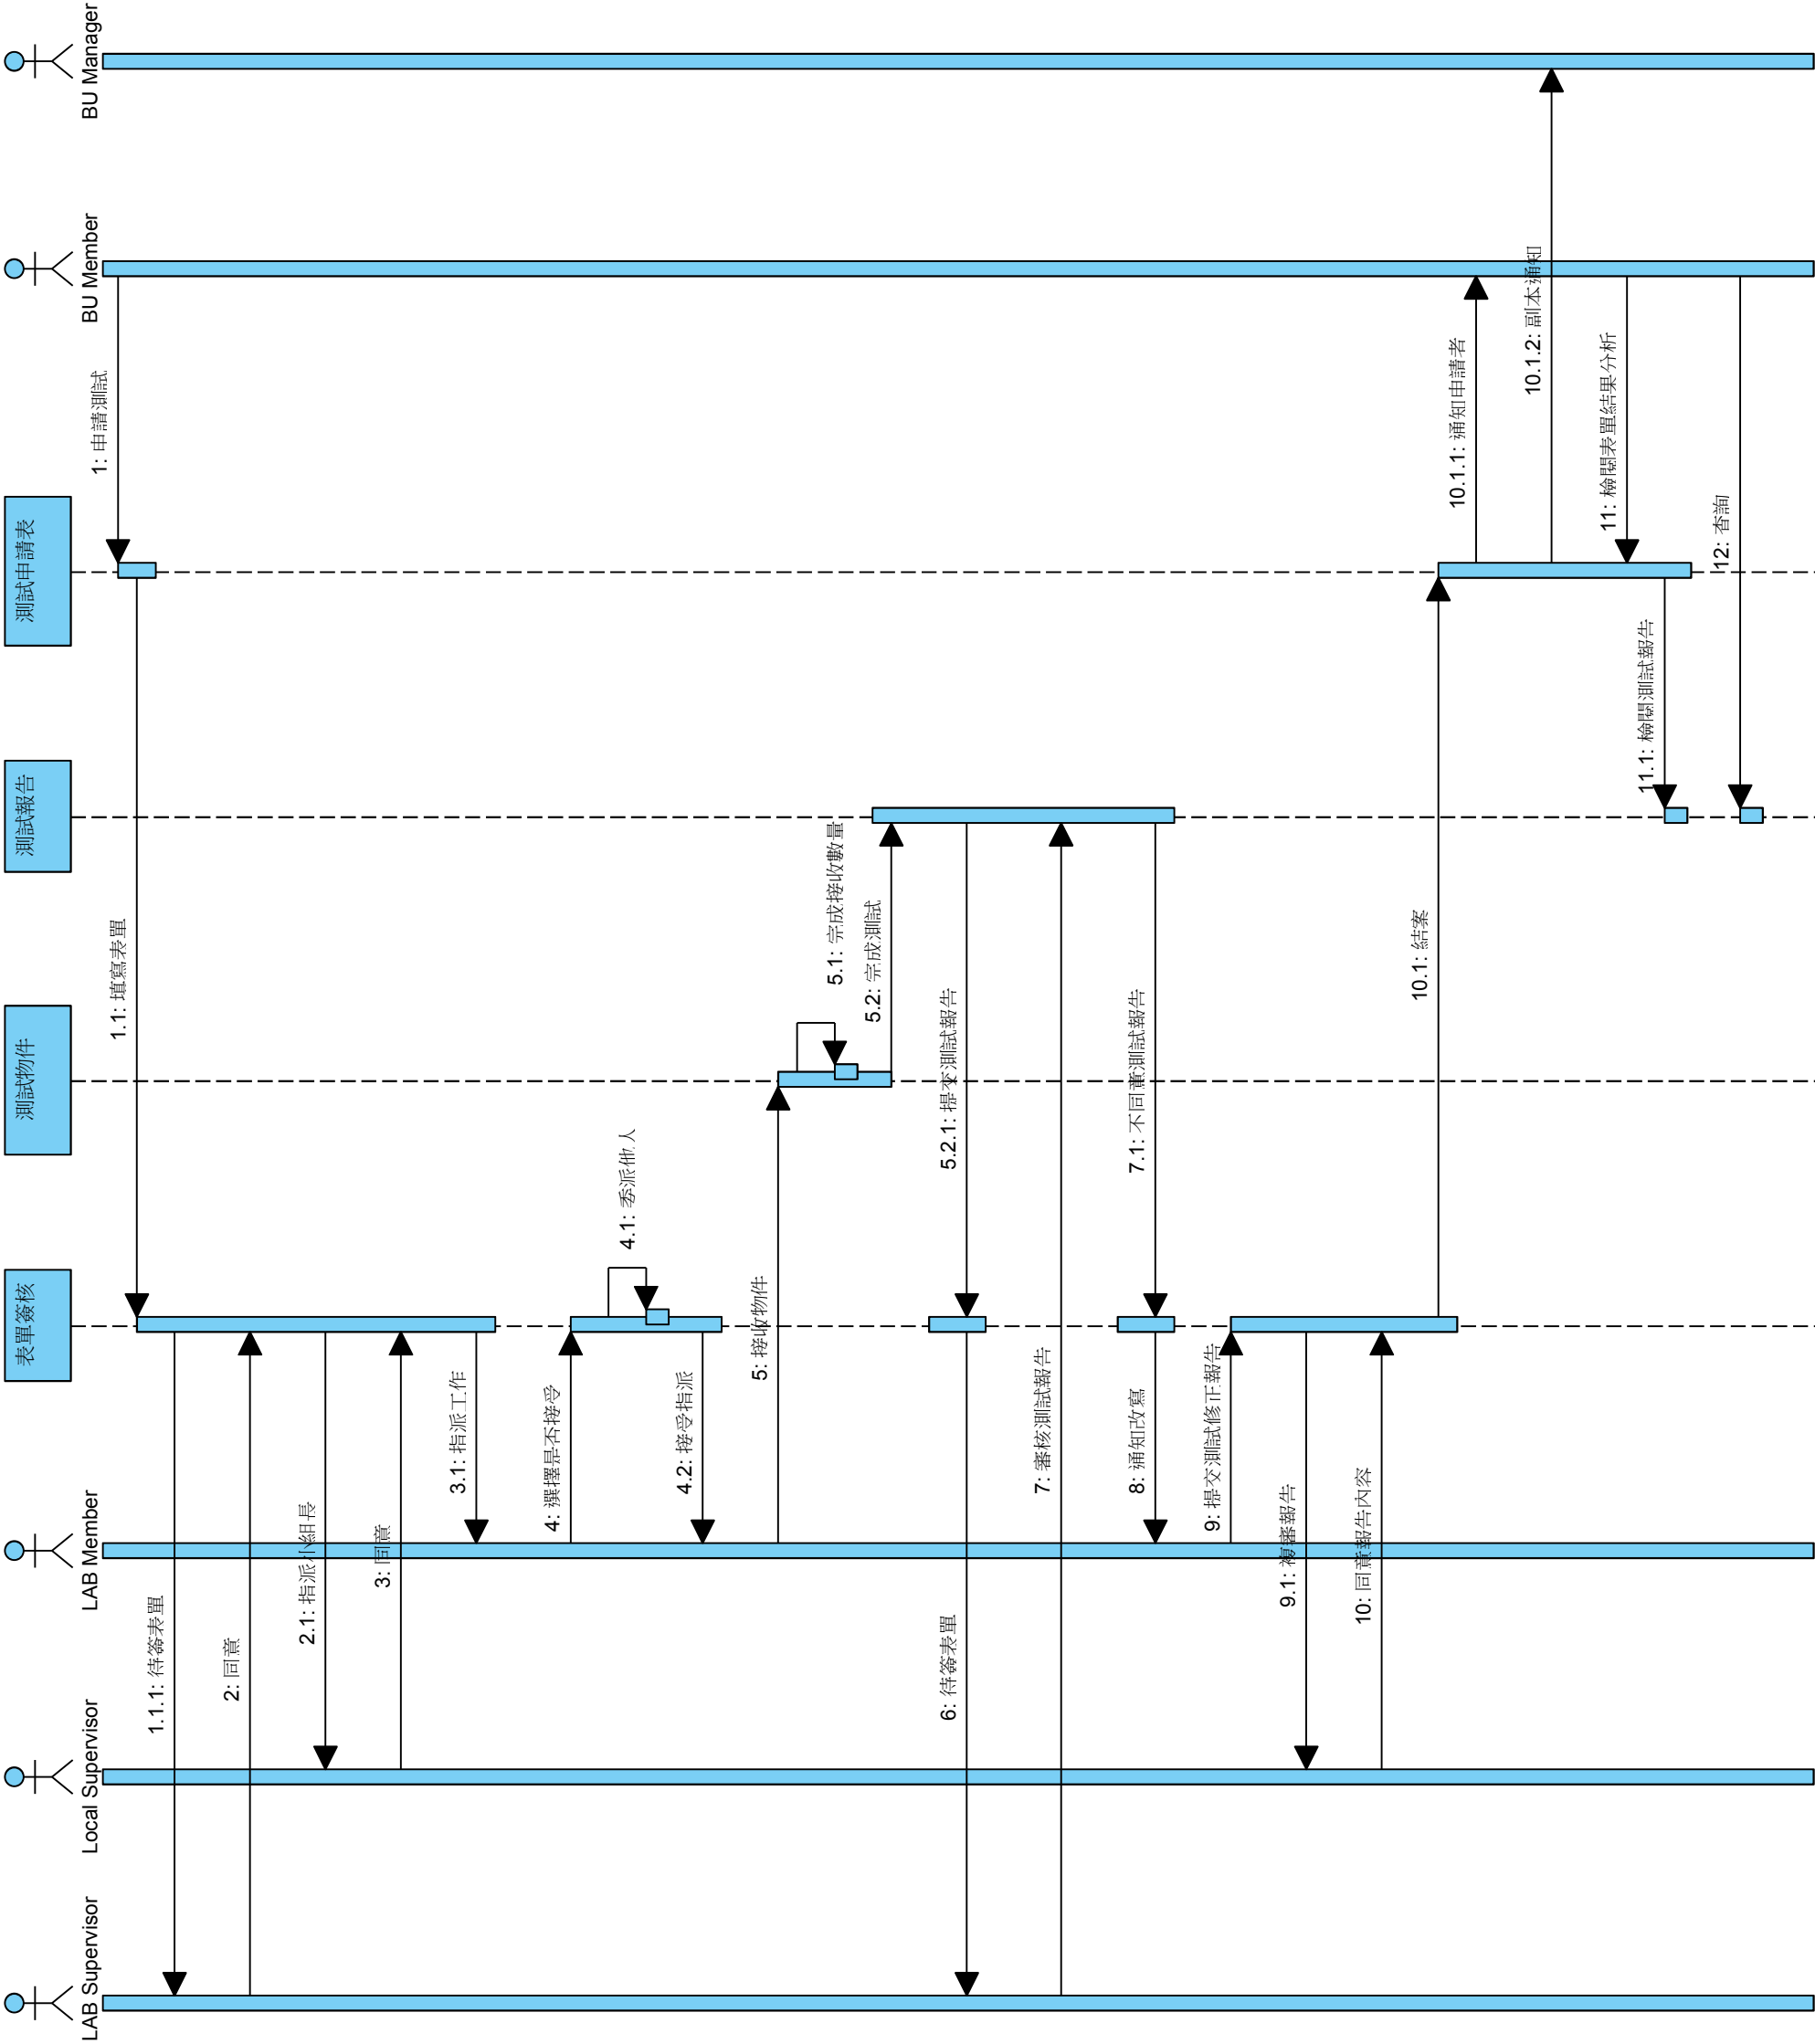 LAB Supervisor
Local Supervisor
LAB Member
表單簽核
測試物件
測試報告
測試申請表
BU Member
BU Manager
1: 申請測試
1.1: 填寫表單
1.1.1: 待簽表單
2: 同意
2.1: 指派小組長
3: 同意
3.1: 指派工作
4: 選擇是否接受
4.1: 委派他人
4.2: 接受指派
5: 接收物件
5.1: 完成接收數量
5.2: 完成測試
5.2.1: 提交測試報告
6: 待簽表單
7: 審核測試報告
7.1: 不同意測試報告
8: 通知改寫
9: 提交測試修正報告
9.1: 複審報告
10: 同意報告內容
10.1: 結案
10.1.1: 通知申請者
10.1.2: 副本通知
11: 檢閱表單結果分析
11.1: 檢閱測試報告
12: 查詢